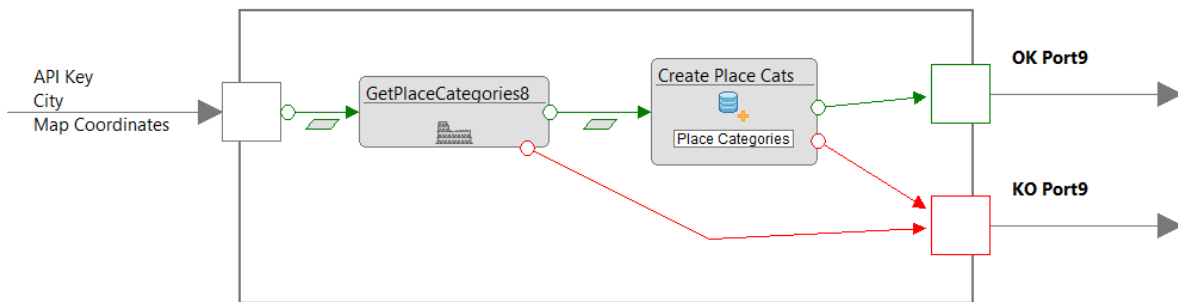 API Key
City
Map Coordinates
GetPlaceCategories8
Create Place Cats
Place Categories
OK Port9
KO Port9